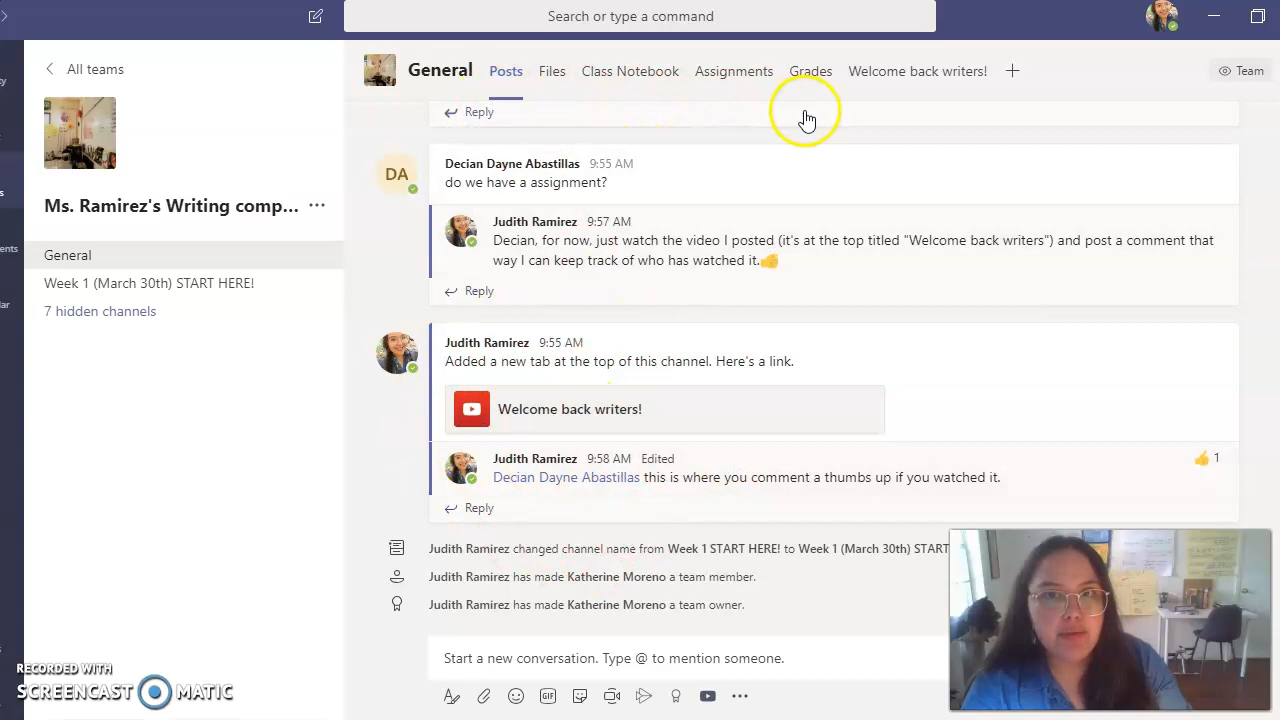 Search or type a command
All teams
General Posts Files Class Notebook Assignments Grades Welcome back writers! Team
Reply
Ms. Ramirez's Writing comp...
General
Week 1 (March 30th) START HERE!
7 hidden channels
DA
Decian Dayne Abastillas 9:55 AM
do we have a assignment?
Judith Ramirez 9:57 AM
Decian, for now, just watch the video I posted (it's at the top titled "Welcome back writers") and post a comment that
way I can keep track of who has watched it.
Reply
Judith Ramirez 9:55 AM
Added a new tab at the top of this channel. Here's a link.
Welcome back writers!
Judith Ramirez 9:58 AM Edited
1
Decian Dayne Abastillas this is where you comment a thumbs up if you watched it.
Reply
Judith Ramirez changed channel name from Week 1 START HERE! to Week 1 (March 30th) START
Judith Ramirez has made Katherine Moreno a team member.
Judith Ramirez has made Katherine Moreno a team owner.
Start a new conversation. Type @ to mention someone.
GIF
RECORDED WITH
SCREENCAST MATIC